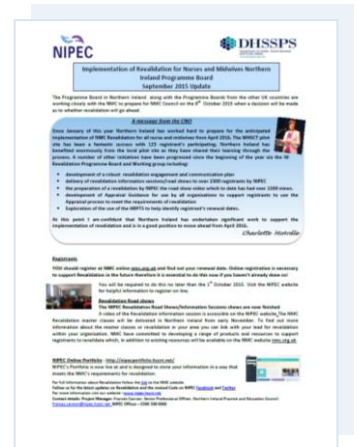 NIPEC
DHSSPS
Implementation of Revalidation for Nurses and Midwives Northern
Ireland Programme Board
September 2015 Update
The Programme Board in Northern Ireland along with the Programme Boards from the other UK countries are
working closely with the NMC to prepare for NMC Council on the 8th October 2015 when a decision will be made
as to whether revalidation will go ahead.
A message from the CNO
Since January of this year Northern Ireland has worked hard to prepare for the anticipated
implementation of NMC Revalidation for all nurse and midwives from April 2016. The WHSCT pilot
site has been a fantastic success with 123 registrant's participating. Northern Ireland has
benefited enormously from the local pilot site as they have shared their learning through the
process. A number of other initiatives have been progressed since the beginning of the year via the NI
Revalidation Programme Board and Working group including:
development of a robust revalidation engagement and communication plan
delivery of revalidation information sessions/road shows to over 2300 registrants by NIPEC
the preparation of a revalidation by NIPEC the road show video which to date has had over 2300 views.
development of Appraisal Guidance for use by all organisations to support registrants to use the
Appraisal process to meet the requirements of revalidation
Exploration of the use of the HRPTS to help identify registrant's renewal dates.
At this point I am confident that Northern Ireland has undertaken significant work to support the
implementation of revalidation and is in a good position to move ahead from April 2016.
Charlotte McArdle
Registrants
YOU should register at NMC online nmc.org.uk and find out your renewal date. Online registration is necessary
to support Revalidation in the future therefore it is essential to do this now if you haven't already done so!
You will be required to do this no later than the 1st October 2015. Visit the NIPEC website
for helpful information to register on line.
Revalidation Road shows
The NIPEC Revalidation Road Shows/Information Sessions shows are now finished
A video of the Revalidation information session is accessible on the NIPEC website. The NMC
Revalidation master classes will be delivered in Northern Ireland from early November. To find out more
information about the master classes or revalidation in your area you can link with your lead for revalidation
within your organisation. NMC have committed to developing a range of products and resources to support
registrants to revalidate which, in addition to existing resources will be available on the NMC website nmc.org.uk
NIPEC Online Portfolio - http://nipecportfolio.hscni.net/
NIPEC's Portfolio is now live at and is designed to store your information in a way that
meets the NMC's requirements for revalidation.
For full information about Revalidation follow the link to the NMC website
Follow us for the latest updates on Revalidation and the revised Code on NIPEC Facebook and Twitter
For more information visit our website
Contact details: Project Manager: Frances Cannon, Senior Professional Officer, Northern Ireland Practice and Education Council
NIPEC Office